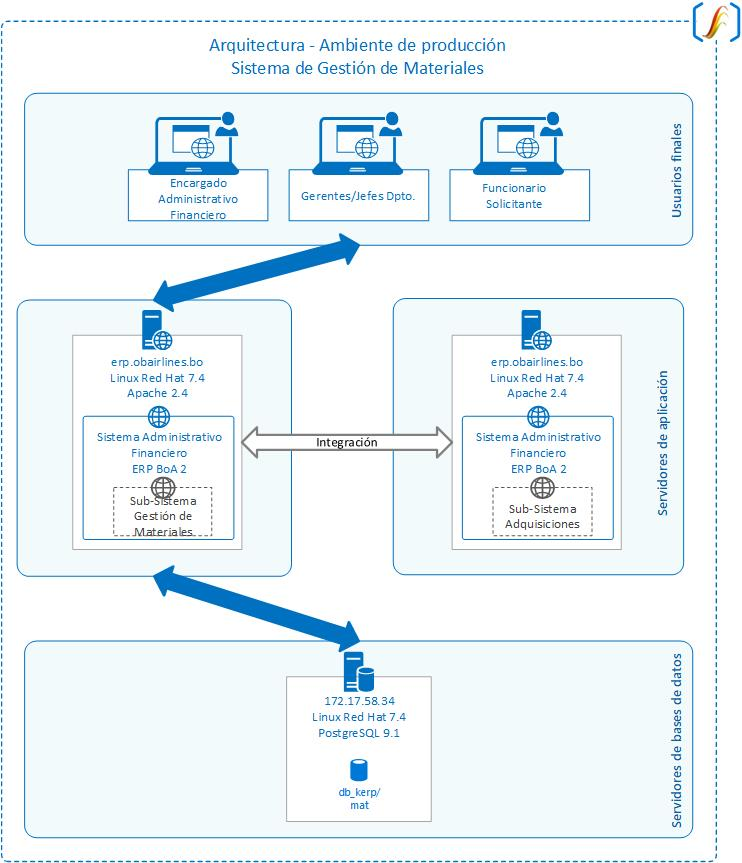 Arquitectura - Ambiente de producción
Sistema de Gestión de Materiales
Usuarios finales
Encargado
Administrativo
Financiero
Gerentes/Jefes Dpto.
Funcionario
Solicitante
erp.obairlines.bo
Linux Red Hat 7.4
Apache 2.4
Sistema Administrativo
Financiero
ERP BoA 2
Sub-Sistema
Gestión de
Materiales
Integración
erp.obairlines.bo
Linux Red Hat 7.4
Apache 2.4
Sistema Administrativo
Financiero
ERP BoA 2
Sub-Sistema
Adquisiciones
Servidores de aplicación
172.17.58.34
Linux Red Hat 7.4
PostgreSQL 9.1
db_kerp/
mat
Servidores de bases de datos